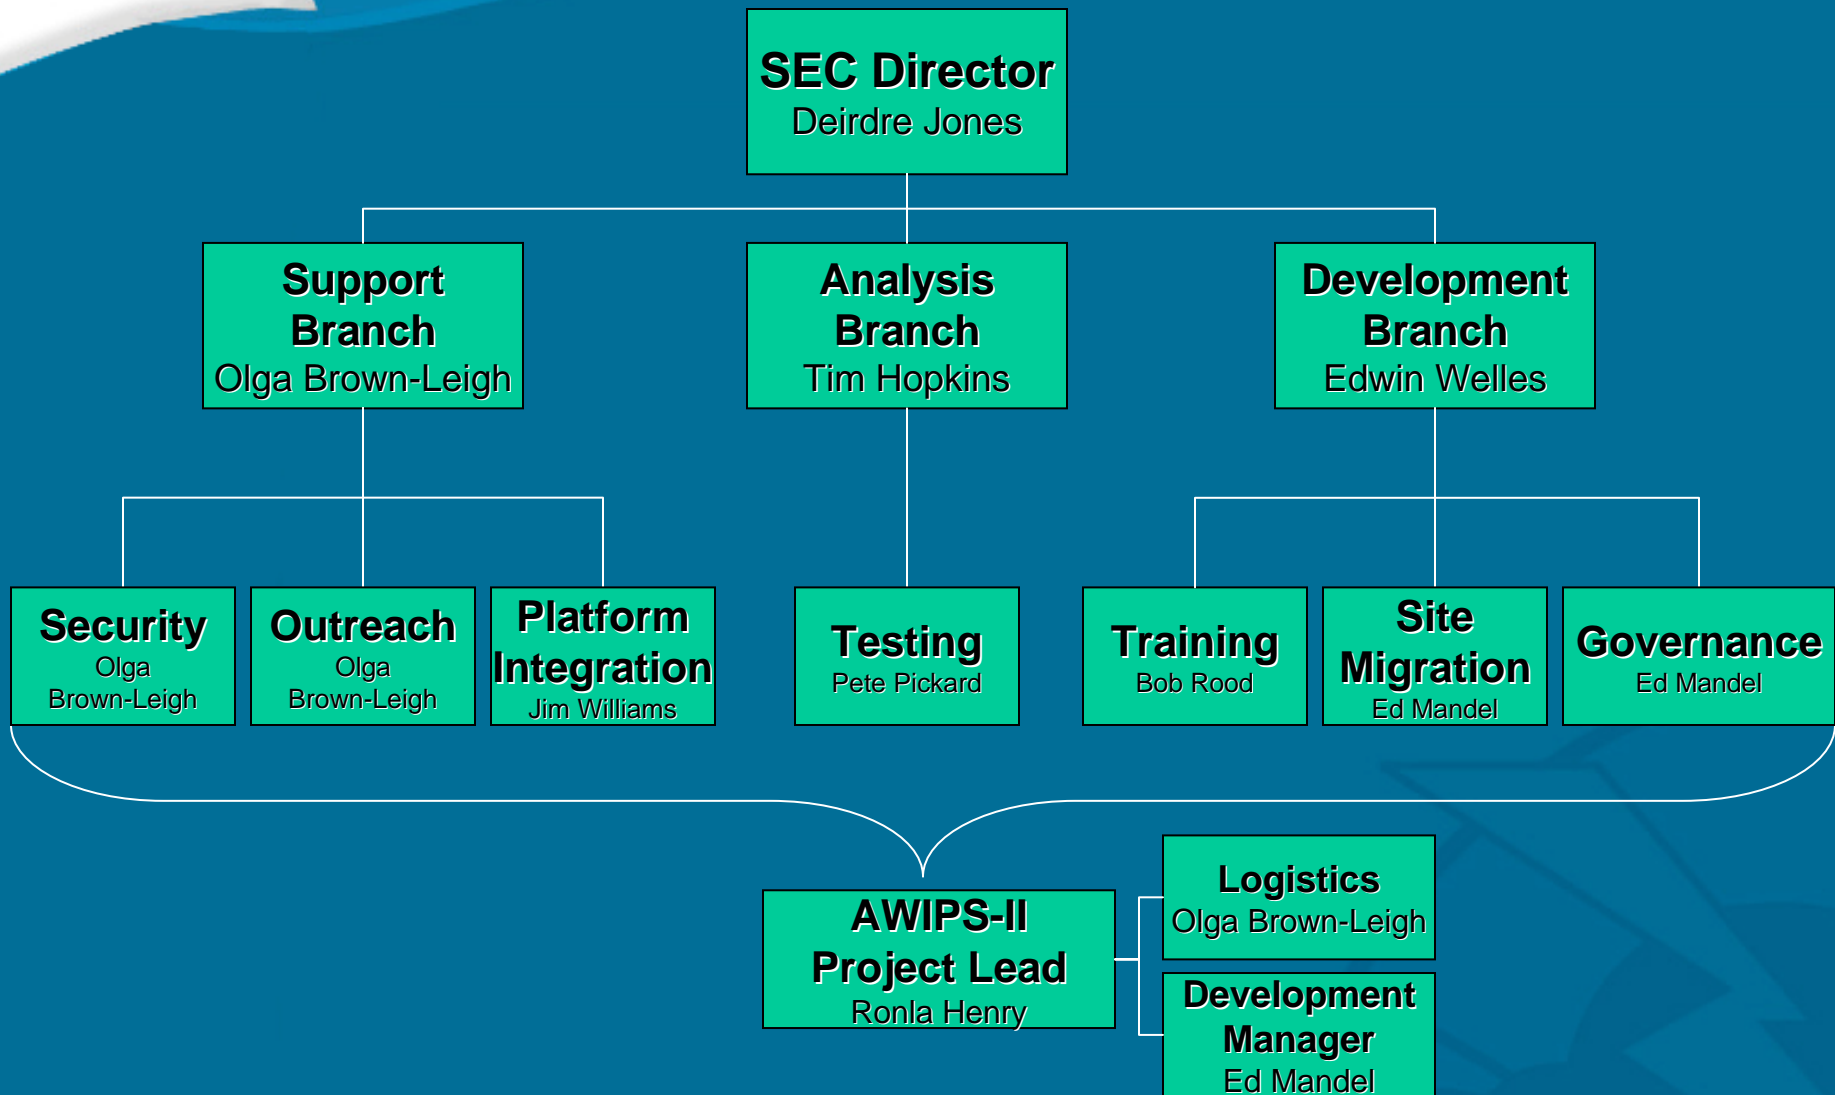 SEC Director
Deirdre Jones
Support
Branch
Olga Brown-Leigh
Analysis
Branch
Tim Hopkins
Development
Branch
Edwin Welles
Security
Olga
Brown-Leigh
Outreach
Olga
Brown-Leigh
Platform
Integration
Jim Williams
Testing
Pete Pickard
Training
Bob Rood
Site
Migration
Ed Mandel
Governance
Ed Mandel
AWIPS-II
Project Lead
Ronla Henry
Logistics
Olga Brown-Leigh
Development
Manager
Ed Mandel